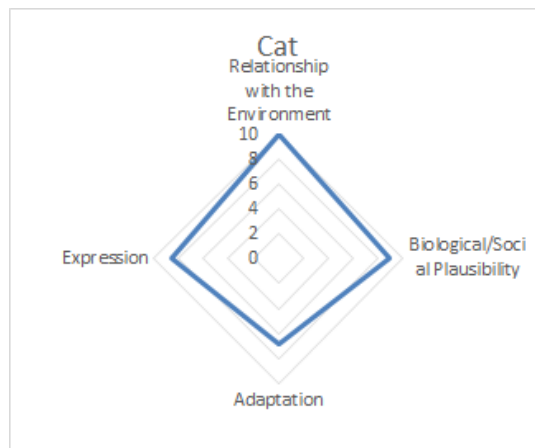 Cat
Relationship
with the
Environment
10
8
6
4
2
0
Expression
Biological/Soci
al Plausibility
Adaptation